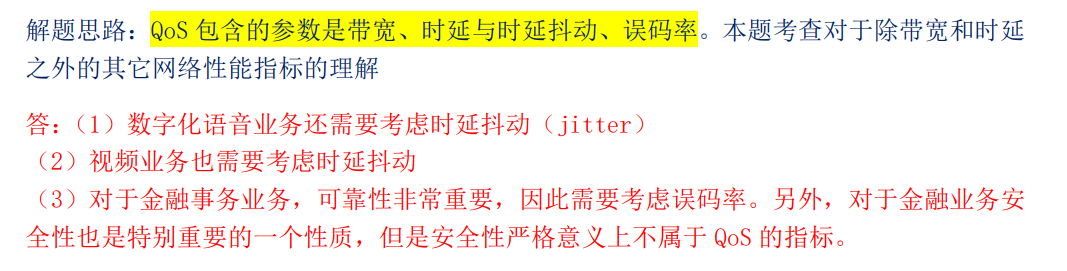 解题思路：QoS 包含的参数是带宽、时延与时延抖动、误码率。本题考查对于除带宽和时延
之外的其它网络性能指标的理解
答：（1）数字化语音业务还需要考虑时延抖动（jitter）
（2）视频业务也需要考虑时延抖动
（3）对于金融事务业务，可靠性非常重要，因此需要考虑误码率。另外，对于金融业务安
全性也是特别重要的一个性质，但是安全性严格意义上不属于 QoS 的指标。